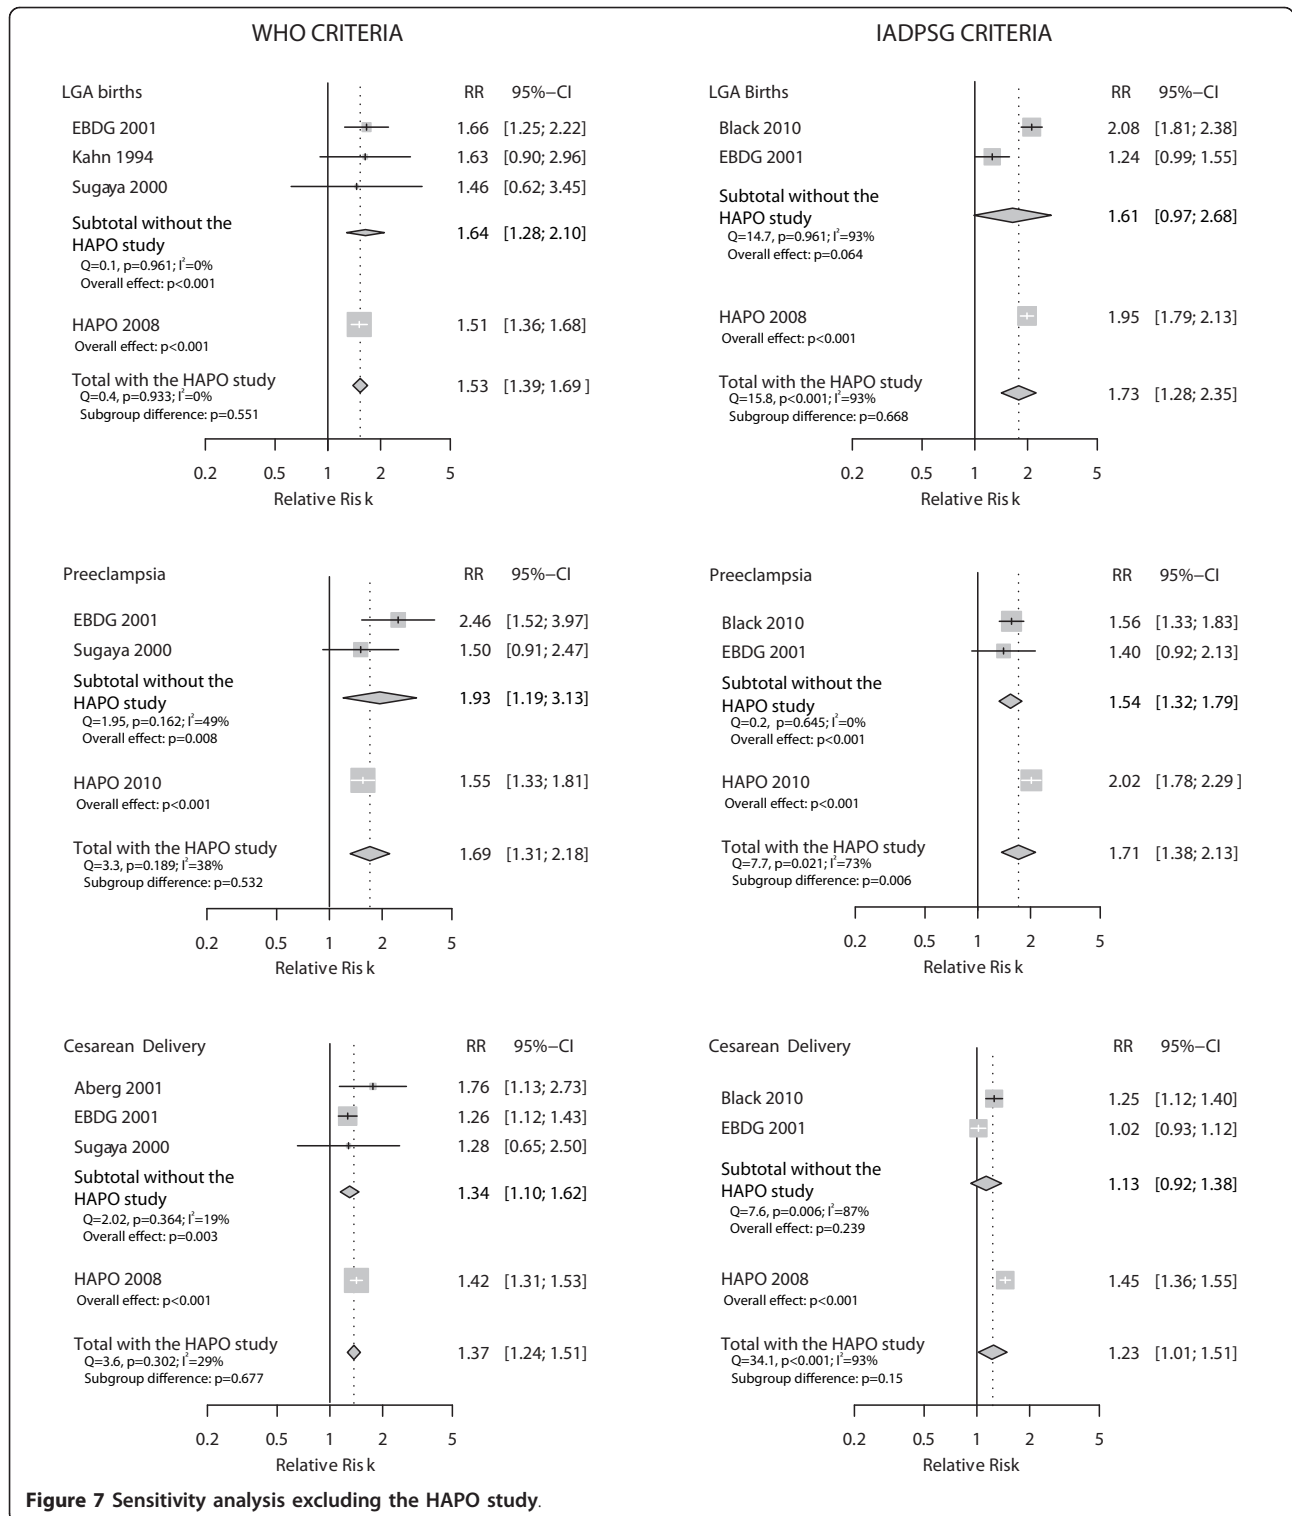 WHO CRITERIA
LGA births RR 95%−CI
EBDG 2001 1.66 [1.25; 2.22]
Kahn 1994 1.63 [0.90; 2.96]
Sugaya 2000 1.46 [0.62; 3.45]
Subtotal without the
HAPO study 1.64 [1.28; 2.10]
Q=0.1, p=0.961; I²=0%
Overall effect: p<0.001
HAPO 2008 1.51 [1.36; 1.68]
Overall effect: p<0.001
Total with the HAPO study 1.53 [1.39; 1.69 ]
Q=0.4, p=0.933; I²=0%
Subgroup difference: p=0.551
0.2 0.5 1 2 5
Relative Risk
Preeclampsia RR 95%−CI
EBDG 2001 2.46 [1.52; 3.97]
Sugaya 2000 1.50 [0.91; 2.47]
Subtotal without the
HAPO study 1.93 [1.19; 3.13]
Q=1.95, p=0.162; I²=49%
Overall effect: p=0.008
HAPO 2010 1.55 [1.33; 1.81]
Overall effect: p<0.001
Total with the HAPO study 1.69 [1.31; 2.18]
Q=3.3, p=0.189; I²=38%
Subgroup difference: p=0.532
0.2 0.5 1 2 5
Relative Risk
Cesarean Delivery RR 95%−CI
Aberg 2001 1.76 [1.13; 2.73]
EBDG 2001 1.26 [1.12; 1.43]
Sugaya 2000 1.28 [0.65; 2.50]
Subtotal without the
HAPO study 1.34 [1.10; 1.62]
Q=2.02, p=0.364; I²=19%
Overall effect: p=0.003
HAPO 2008 1.42 [1.31; 1.53]
Overall effect: p<0.001
Total with the HAPO study 1.37 [1.24; 1.51]
Q=3.6, p=0.302; I²=29%
Subgroup difference: p=0.677
0.2 0.5 1 2 5
Relative Risk
IADPSG CRITERIA
LGA Births RR 95%−CI
Black 2010 2.08 [1.81; 2.38]
EBDG 2001 1.24 [0.99; 1.55]
Subtotal without the
HAPO study 1.61 [0.97; 2.68]
Q=14.7, p=0.961; I²=93%
Overall effect: p=0.064
HAPO 2008 1.95 [1.79; 2.13]
Overall effect: p<0.001
Total with the HAPO study 1.73 [1.28; 2.35]
Q=15.8, p<0.001; I²=93%
Subgroup difference: p=0.668
0.2 0.5 1 2 5
Relative Risk
Preeclampsia RR 95%−CI
Black 2010 1.56 [1.33; 1.83]
EBDG 2001 1.40 [0.92; 2.13]
Subtotal without the
HAPO study 1.54 [1.32; 1.79]
Q=0.2, p=0.645; I²=0%
Overall effect: p<0.001
HAPO 2010 2.02 [1.78; 2.29 ]
Overall effect: p<0.001
Total with the HAPO study 1.71 [1.38; 2.13]
Q=7.7, p=0.021; I²=73%
Subgroup difference: p=0.006
0.2 0.5 1 2 5
Relative Risk
Cesarean Delivery RR 95%−CI
Black 2010 1.25 [1.12; 1.40]
EBDG 2001 1.02 [0.93; 1.12]
Subtotal without the
HAPO study 1.13 [0.92; 1.38]
Q=7.6, p=0.006; I²=87%
Overall effect: p=0.239
HAPO 2008 1.45 [1.36; 1.55]
Overall effect: p<0.001
Total with the HAPO study 1.23 [1.01; 1.51]
Q=34.1, p<0.001; I²=93%
Subgroup difference: p=0.15
0.2 0.5 1 2 5
Relative Risk
Figure 7 Sensitivity analysis excluding the HAPO study.